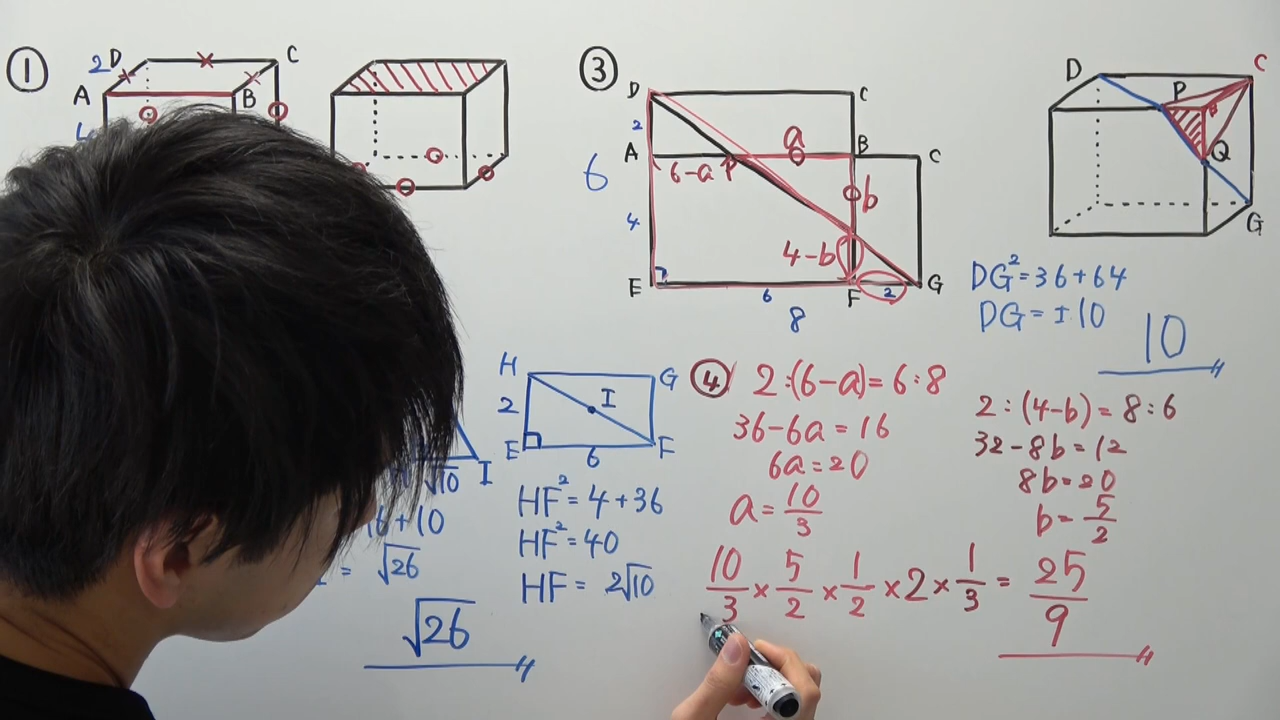 ①
2 D
C
A
B
③
D
C
2
A
6-a
P
a
B
C
6
b
4
4-b
E
6
F
2
G
8
D
P
C
B
Q
G
DG²=36+64
DG=±10
10
H
G
2
I
E
6
F
HF²=4+36
HF²=40
HF=2√10
√10
I
+10
= √26
√26
④ 2:(6-a)=6:8
36-6a=16
6a=20
a=10/3
2:(4-b)=8:6
32-8b=12
8b=20
b=5/2
10/3×5/2×1/2×2×1/3=25/9